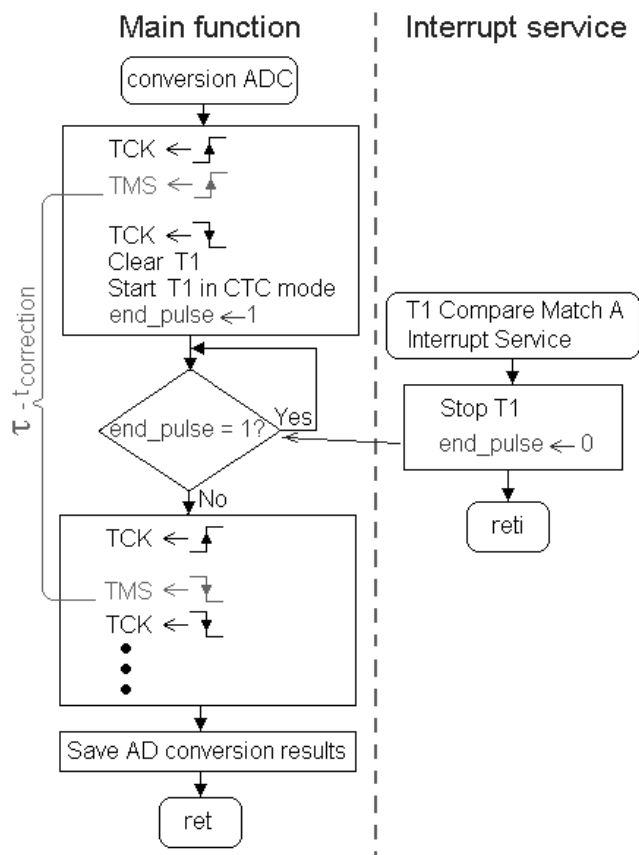 Main function
Interrupt service
conversion ADC
TCK ←
TMS ←
TCK ←
Clear T1
Start T1 in CTC mode
end_pulse ←1
τ - tcorrection
end_pulse = 1?
Yes
No
TCK ←
TMS ←
TCK ←
Save AD conversion results
ret
T1 Compare Match A
Interrupt Service
Stop T1
end_pulse ← 0
reti